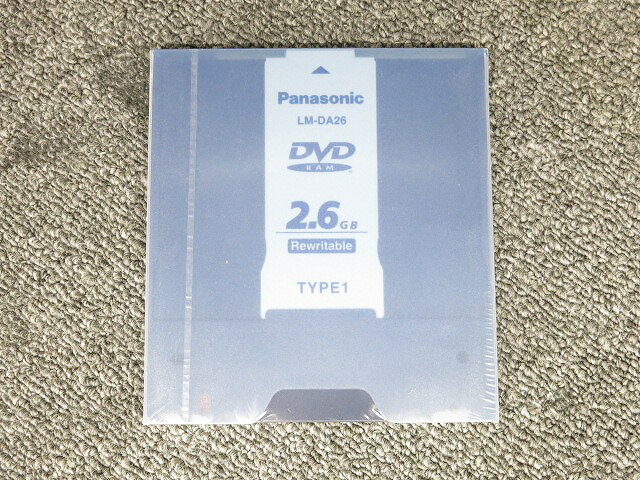 Panasonic
LM-DA26
DVD
RAM
2.6GB
Rewritable
TYPE1